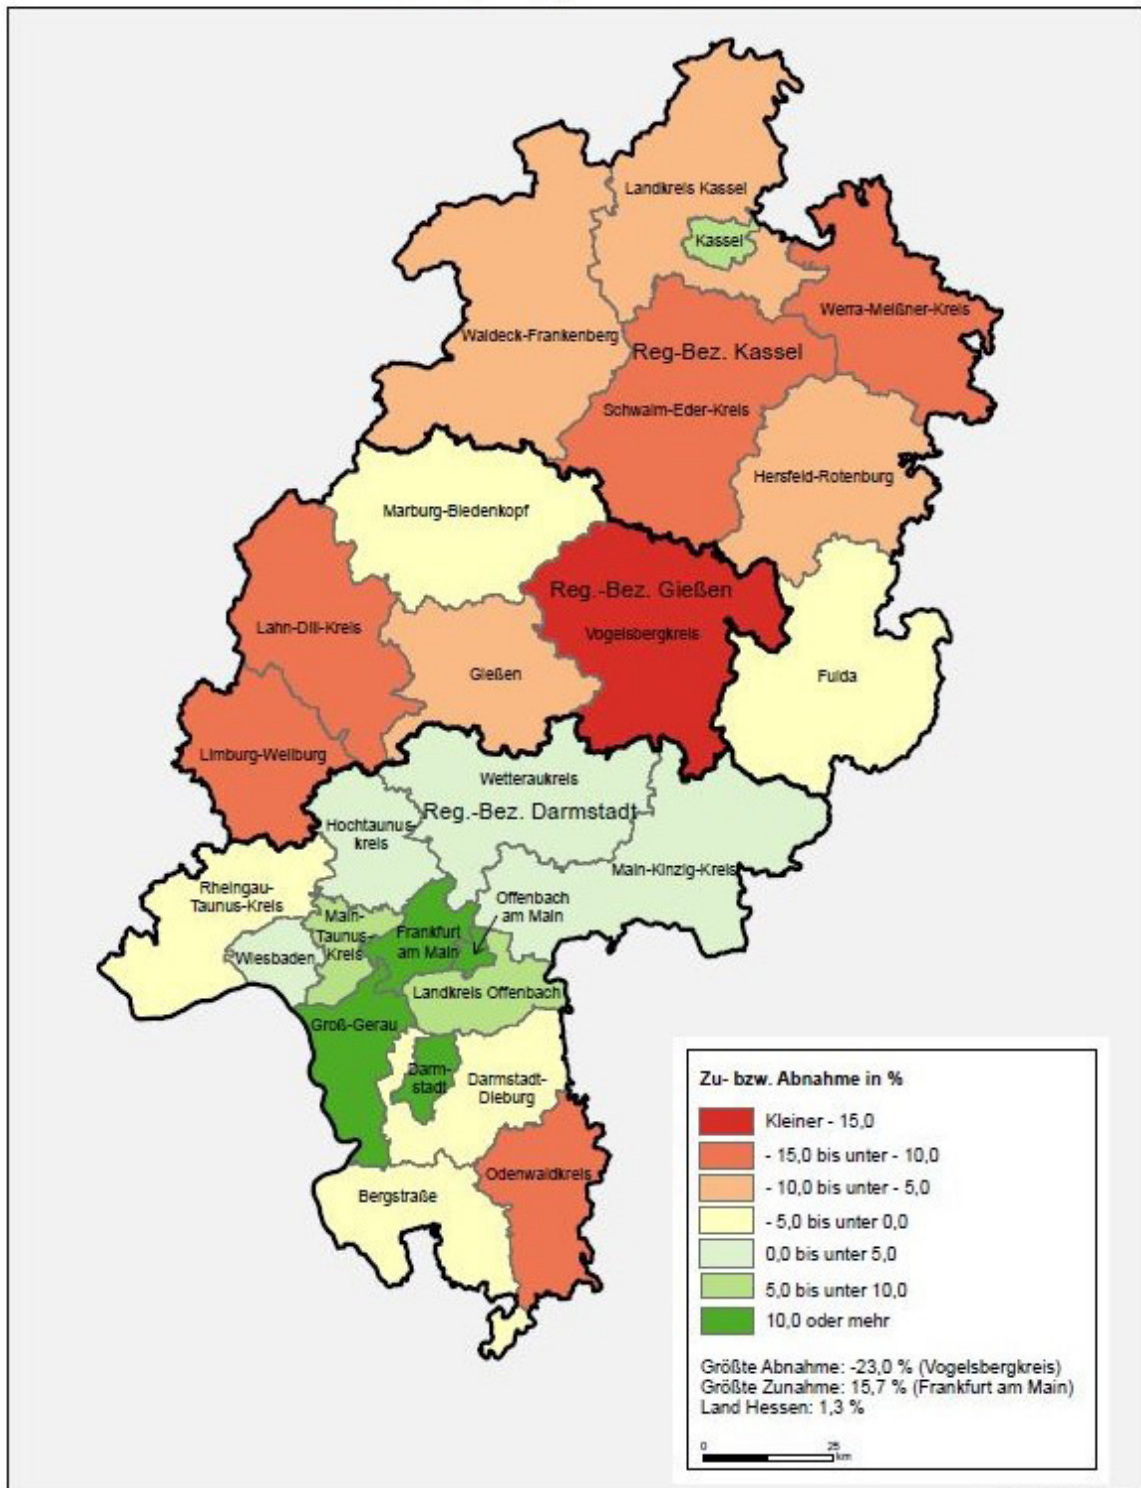 Landkreis Kassel
Kassel
Werra-Meißner-Kreis
Waldeck-Frankenberg
Reg-Bez. Kassel
Schwalm-Eder-Kreis
Hersfeld-Rotenburg
Marburg-Biedenkopf
Reg.-Bez. Gießen
Lahn-Dill-Kreis
Vogelsbergkreis
Gießen
Fulda
Limburg-Weilburg
Wetteraukreis
Reg.-Bez. Darmstadt
Hochtaunus-
kreis
Main-Kinzig-Kreis
Rheingau-
Taunus-Kreis
Offenbach
am Main
Main-
Taunus-
Kreis
Frankfurt
am Main
Wiesbaden
Landkreis Offenbach
Groß-Gerau
Darm-
stadt
Darmstadt-
Dieburg
Odenwaldkreis
Bergstraße
Zu- bzw. Abnahme in %
Kleiner - 15,0
- 15,0 bis unter - 10,0
- 10,0 bis unter - 5,0
- 5,0 bis unter 0,0
0,0 bis unter 5,0
5,0 bis unter 10,0
10,0 oder mehr
Größte Abnahme: -23,0 % (Vogelsbergkreis)
Größte Zunahme: 15,7 % (Frankfurt am Main)
Land Hessen: 1,3 %
0 25
km